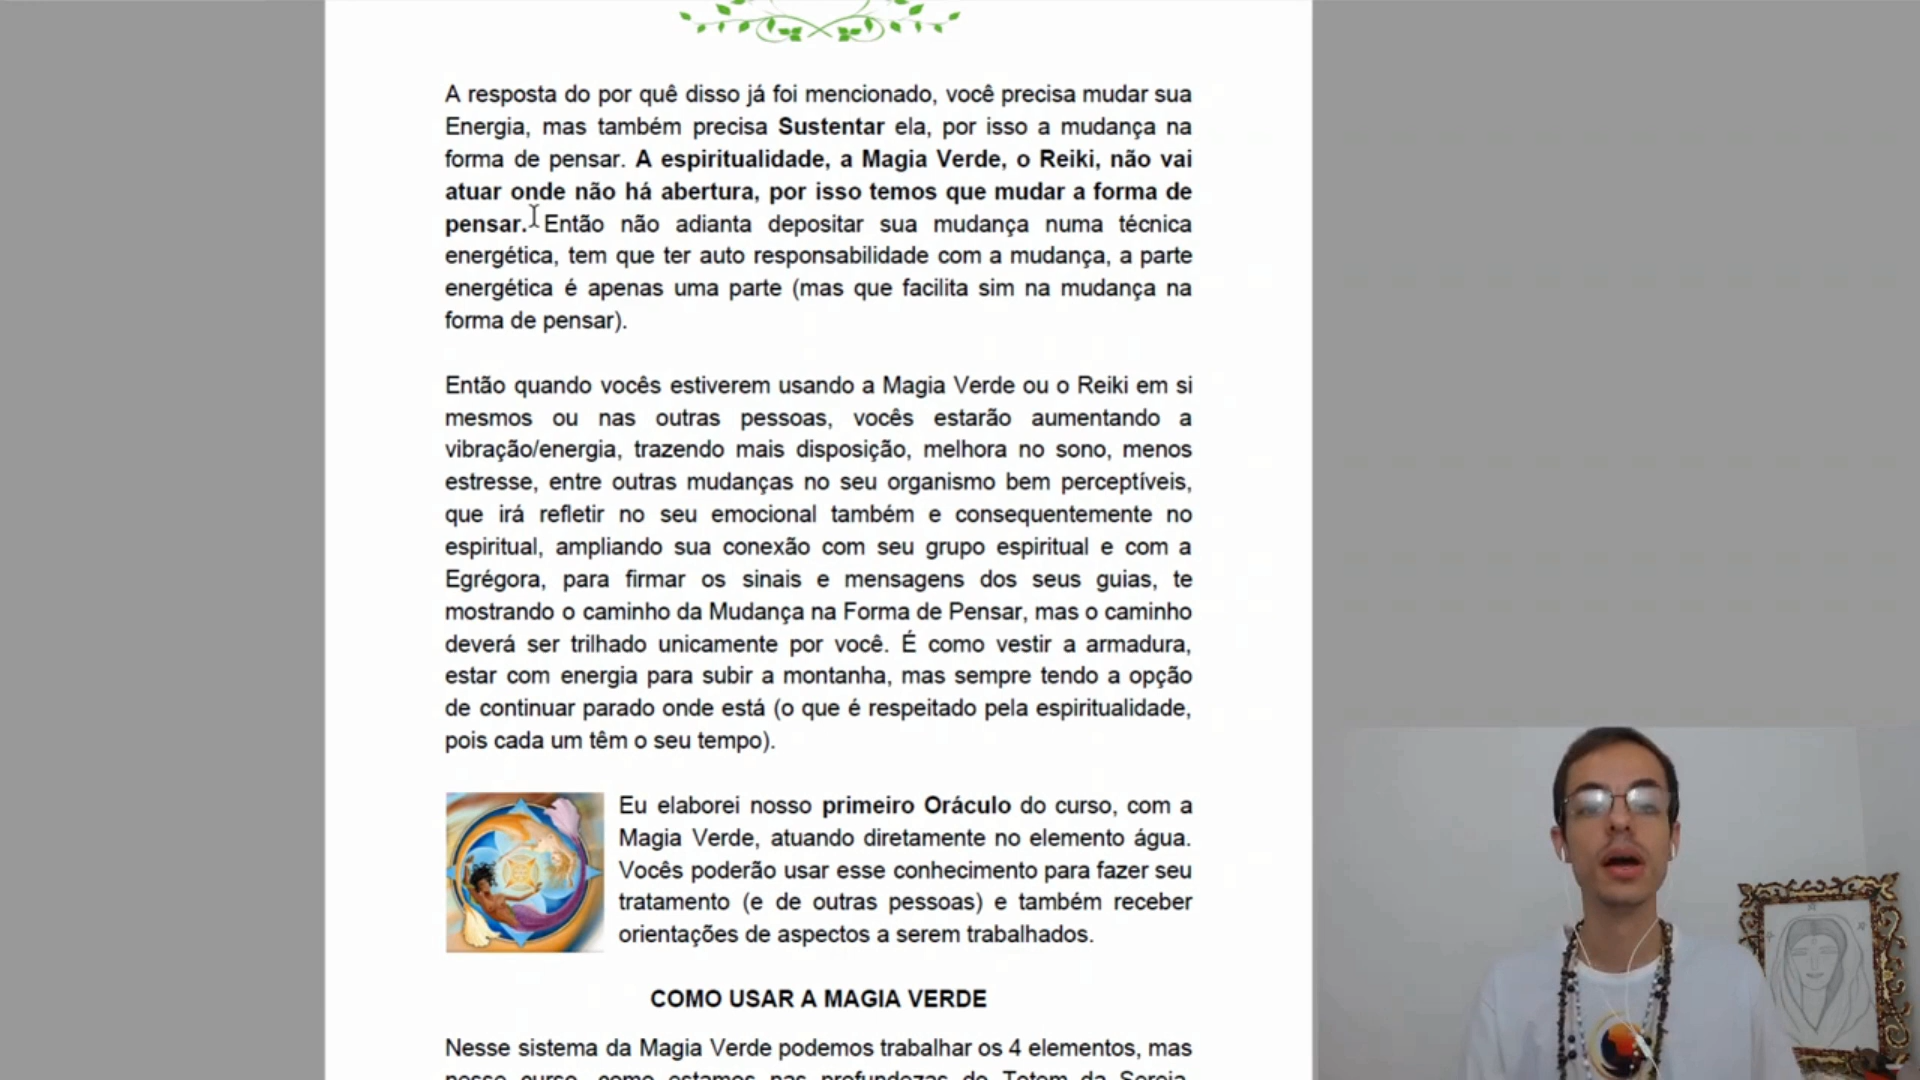 A resposta do por quê disso já foi mencionado, você precisa mudar sua
Energia, mas também precisa Sustentar ela, por isso a mudança na
forma de pensar. A espiritualidade, a Magia Verde, o Reiki, não vai
atuar onde não há abertura, por isso temos que mudar a forma de
pensar. Então não adianta depositar sua mudança numa técnica
energética, tem que ter auto responsabilidade com a mudança, a parte
energética é apenas uma parte (mas que facilita sim na mudança na
forma de pensar).
Então quando vocês estiverem usando a Magia Verde ou o Reiki em si
mesmos ou nas outras pessoas, vocês estarão aumentando a
vibração/energia, trazendo mais disposição, melhora no sono, menos
estresse, entre outras mudanças no seu organismo bem perceptíveis,
que irá refletir no seu emocional também e consequentemente no
espiritual, ampliando sua conexão com seu grupo espiritual e com a
Egrégora, para firmar os sinais e mensagens dos seus guias, te
mostrando o caminho da Mudança na Forma de Pensar, mas o caminho
deverá ser trilhado unicamente por você. É como vestir a armadura,
estar com energia para subir a montanha, mas sempre tendo a opção
de continuar parado onde está (o que é respeitado pela espiritualidade,
pois cada um têm o seu tempo).
Eu elaborei nosso primeiro Oráculo do curso, com a
Magia Verde, atuando diretamente no elemento água.
Vocês poderão usar esse conhecimento para fazer seu
tratamento (e de outras pessoas) e também receber
orientações de aspectos a serem trabalhados.
COMO USAR A MAGIA VERDE
Nesse sistema da Magia Verde podemos trabalhar os 4 elementos, mas
nesse curso, como estamos nas profundezas do Totem da Sereia,